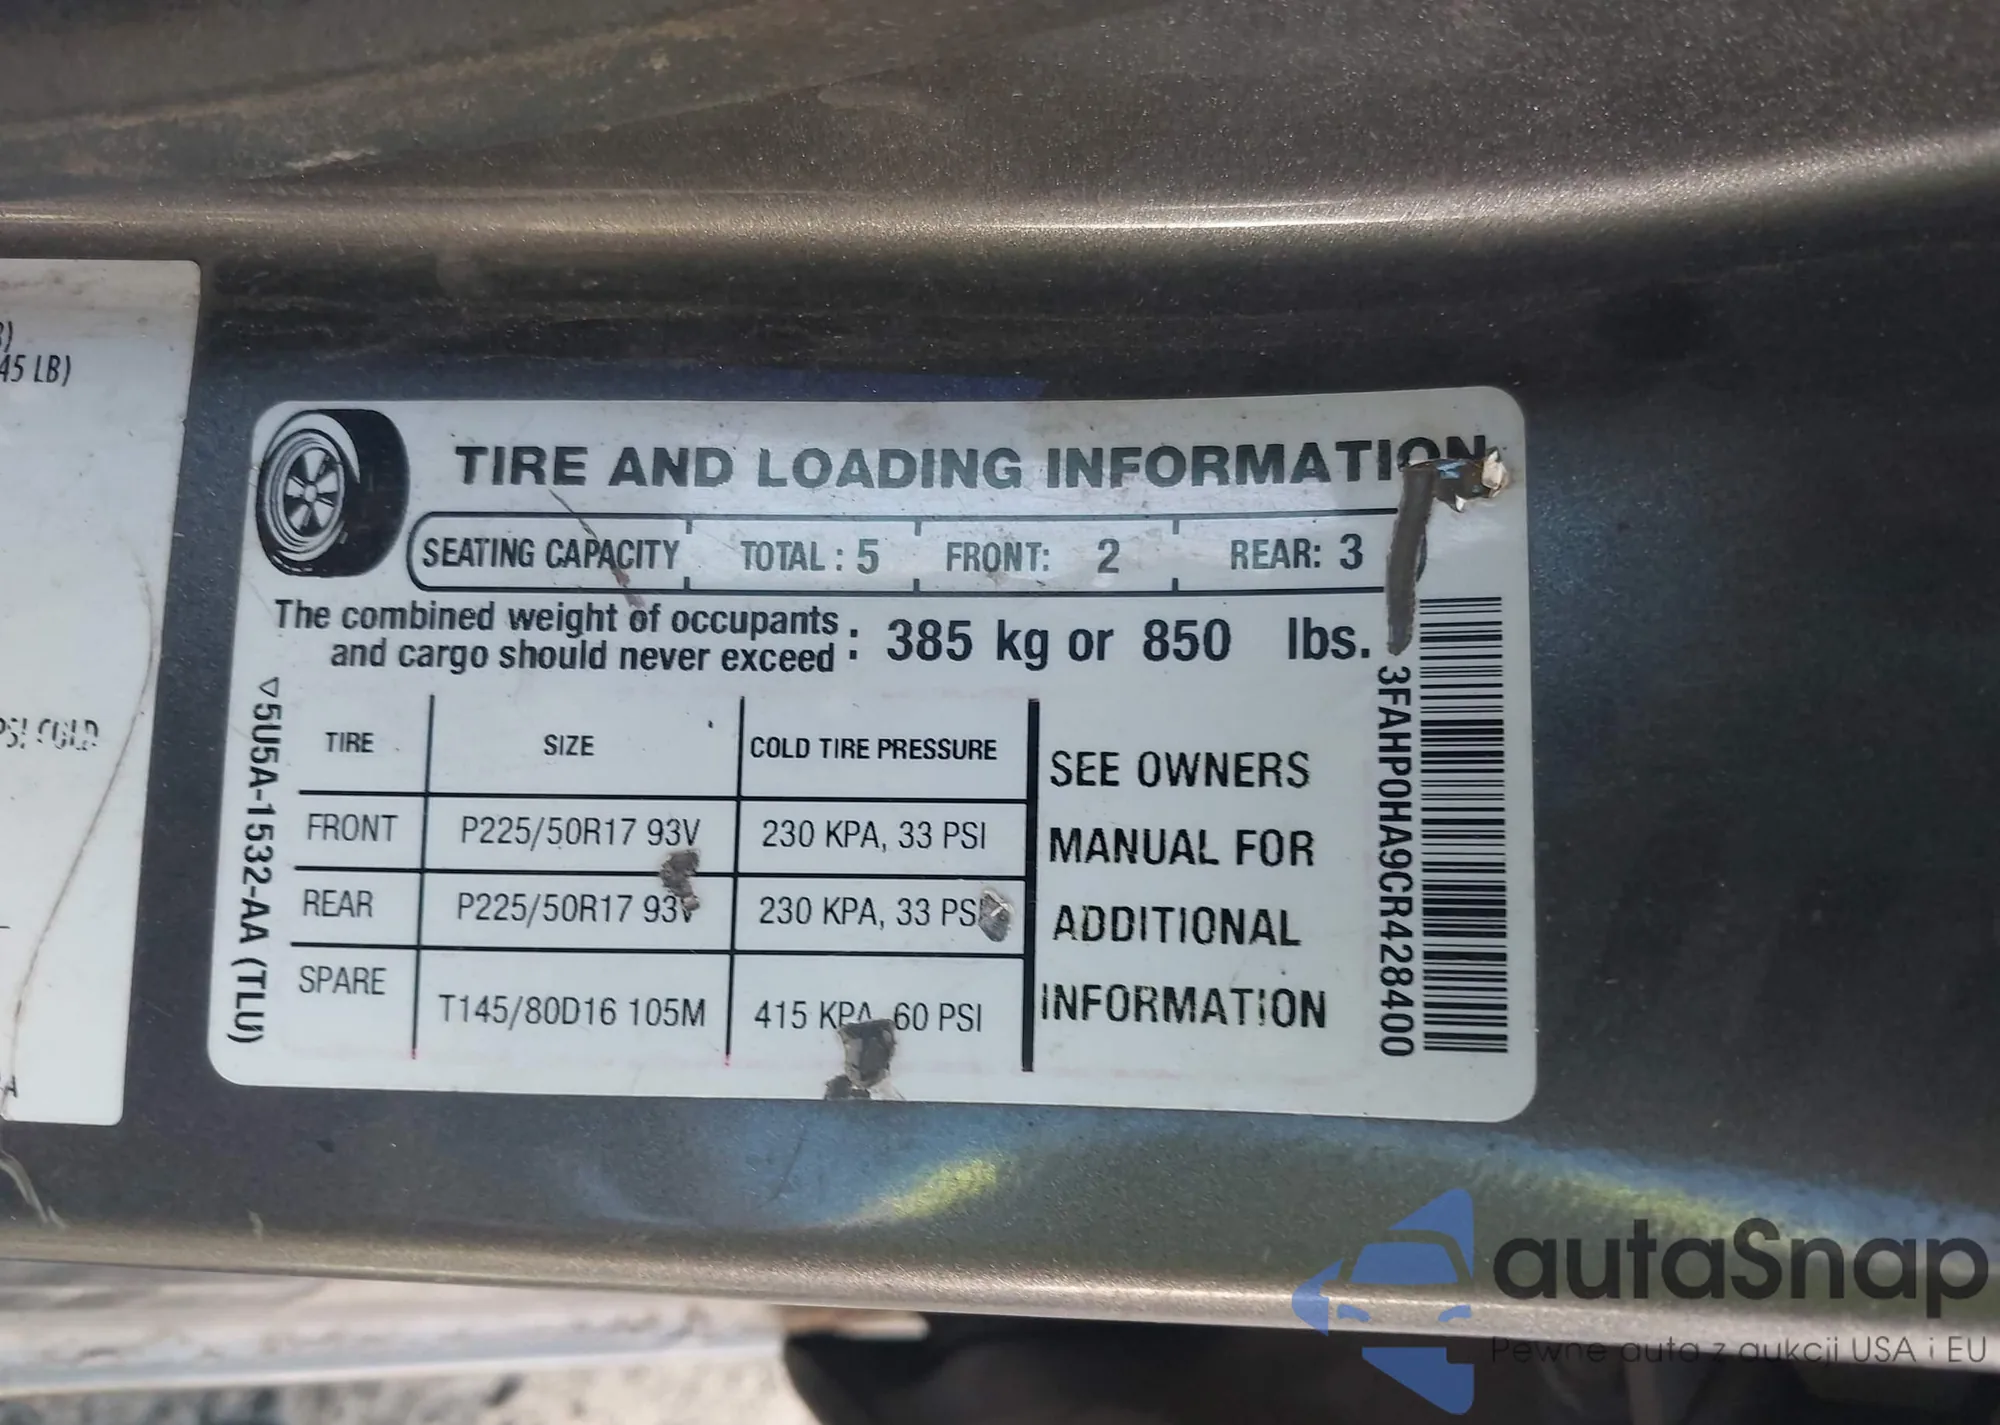 45 LB)
PSI COLD
TIRE AND LOADING INFORMATION
SEATING CAPACITY TOTAL : 5 FRONT: 2 REAR: 3
The combined weight of occupants
and cargo should never exceed : 385 kg or 850 lbs.
TIRE SIZE COLD TIRE PRESSURE
FRONT P225/50R17 93V 230 KPA, 33 PSI
REAR P225/50R17 93V 230 KPA, 33 PSI
SPARE T145/80D16 105M 415 KPA, 60 PSI
SEE OWNERS
MANUAL FOR
ADDITIONAL
INFORMATION
5U5A-1532-AA (TLU)
3FAHP0HA9CR428400
autaSnap
Pewne auta z aukcji USA i EU